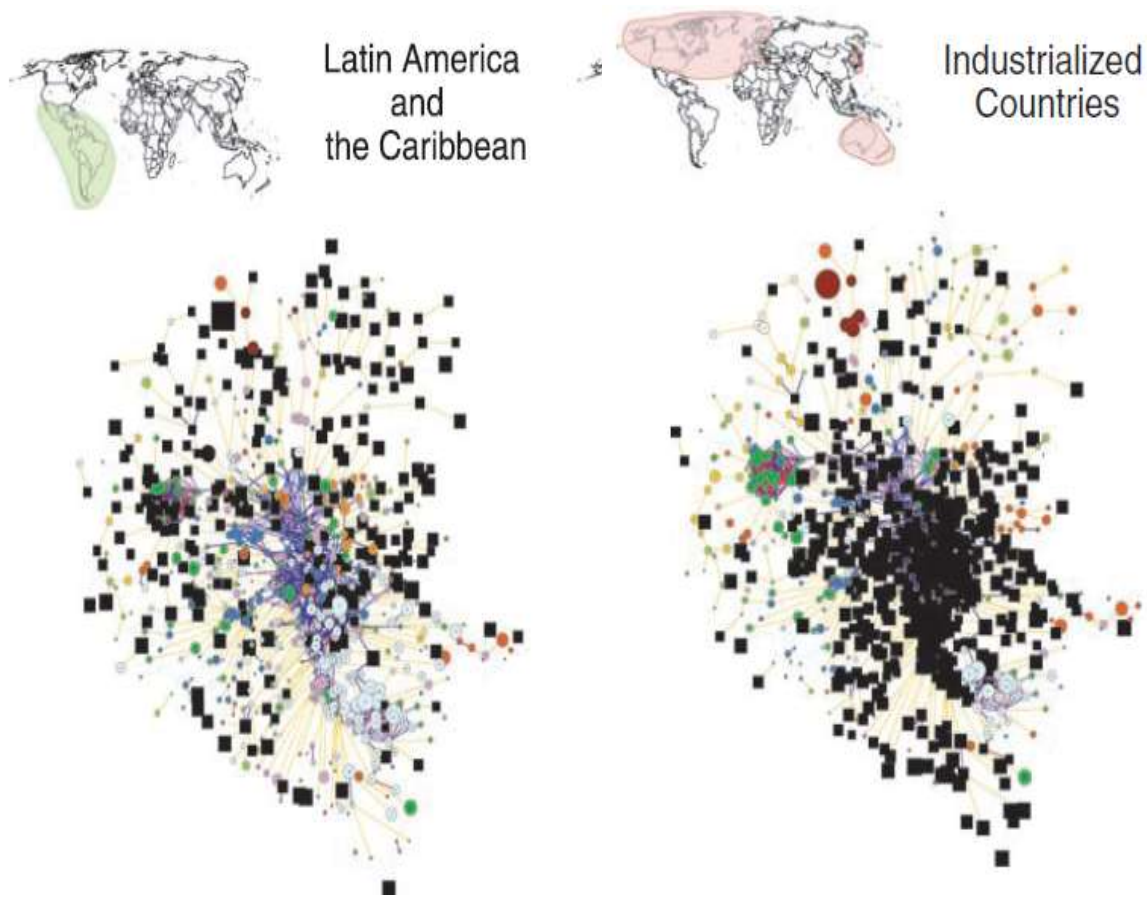 Latin America
and
the Caribbean
Industrialized
Countries